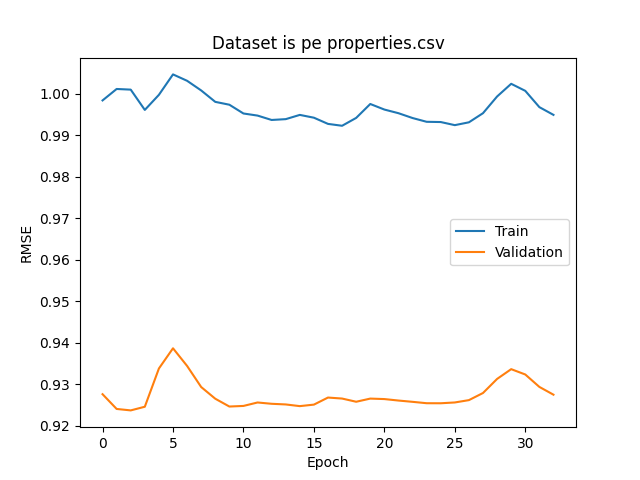 Dataset is pe properties.csv
1.00
0.99
0.98
0.97
0.96
0.95
0.94
0.93
0.92
RMSE
Train
Validation
0 5 10 15 20 25 30
Epoch